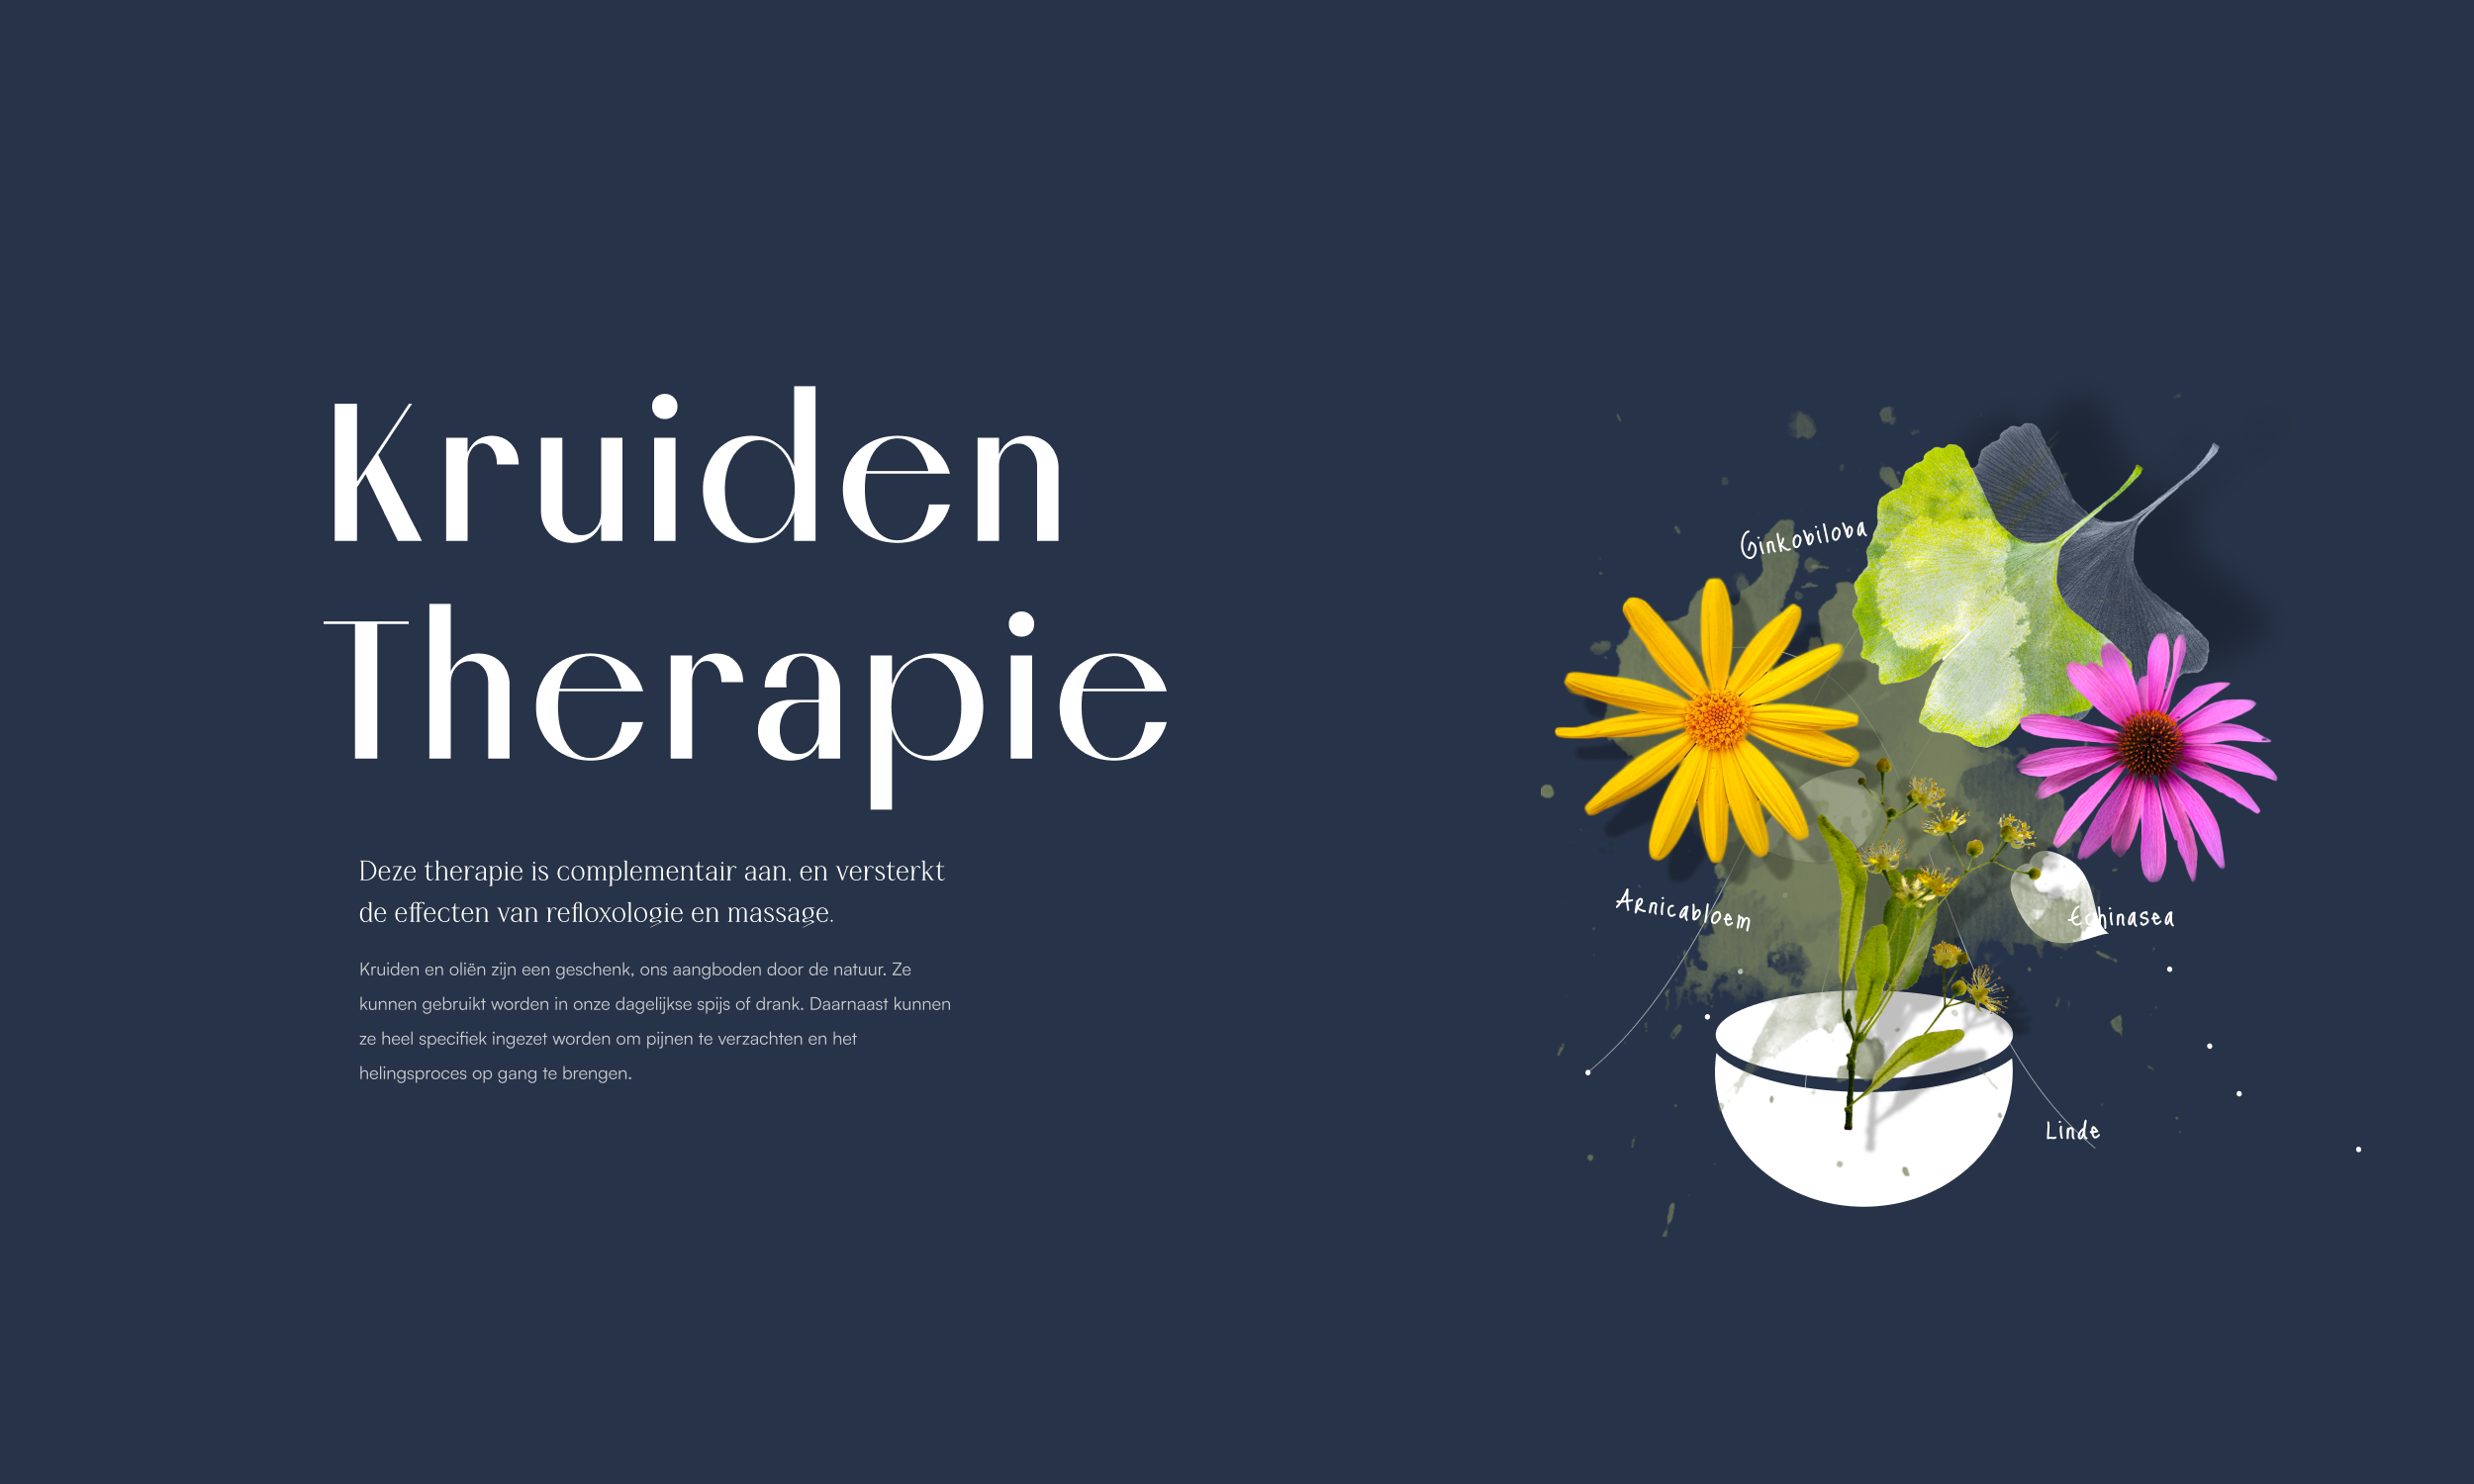 Kruiden
Therapie
Deze therapie is complementair aan, en versterkt
de effecten van refloxologie en massage.
Kruiden en oliën zijn een geschenk, ons aangboden door de natuur. Ze
kunnen gebruikt worden in onze dagelijkse spijs of drank. Daarnaast kunnen
ze heel specifiek ingezet worden om pijnen te verzachten en het
helingsproces op gang te brengen.
Ginkobiloba
Arnicabloem
Echinasea
Linde